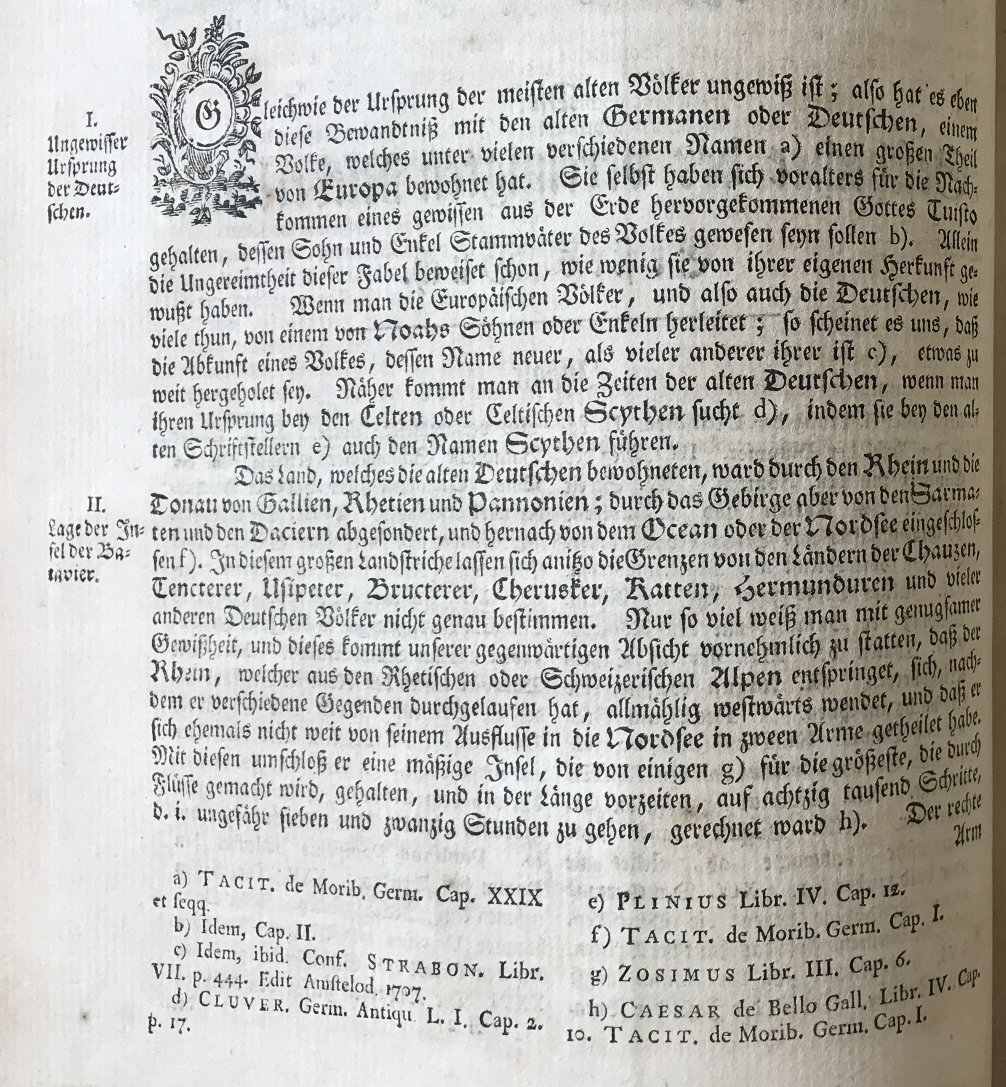 I.
Ungewisser
Ursprung
der Deut-
schen.
Gleichwie der Ursprung der meisten alten Völker ungewiß ist; also hat es eben
diese Bewandtniß mit den alten Germanen oder Deutschen, einem
Volke, welches unter vielen verschiedenen Namen a) einen großen Theil
von Europa bewohnet hat. Sie selbst haben sich voralters für die Nach-
kommen eines gewissen aus der Erde hervorgekommenen Gottes Tuisto
gehalten, dessen Sohn und Enkel Stammväter des Volkes gewesen seyn sollen b). Allein
die Ungereimtheit dieser Fabel beweiset schon, wie wenig sie von ihrer eigenen Herkunft ge-
wußt haben. Wenn man die Europäischen Völker, und also auch die Deutschen, wie
viele thun, von einem von Noahs Söhnen oder Enkeln herleitet; so scheinet es uns, daß
die Abkunft eines Volkes, dessen Name neuer, als vieler anderer ihrer ist c), etwas zu
weit hergeholet sey. Näher kommt man an die Zeiten der alten Deutschen, wenn man
ihren Ursprung bey den Celten oder Celtischen Scythen sucht d), indem sie bey den al-
ten Schriftstellern e) auch den Namen Scythen führen.
II.
Lage der In-
sel der Ba-
tavier.
Das Land, welches die alten Deutschen bewohneten, ward durch den Rhein und die
Donau von Gallien, Rhetien und Pannonien; durch das Gebirge aber von den Sarma-
ten und den Daciern abgesondert, und hernach von dem Ocean oder der Nordsee eingeschlos-
sen f). In diesem großen Landstriche lassen sich anitzo die Grenzen von den Ländern der Chauzen,
Tencterer, Usipeter, Bructerer, Cherusker, Katten, Hermunduren und vieler
anderen Deutschen Völker nicht genau bestimmen. Nur so viel weiß man mit genugsamer
Gewißheit, und dieses kommt unserer gegenwärtigen Absicht vornehmlich zu statten, daß der
Rhein, welcher aus den Rhetischen oder Schweizerischen Alpen entspringet, sich, nach-
dem er verschiedene Gegenden durchgelaufen hat, allmählig westwärts wendet, und daß er
sich ehemals nicht weit von seinem Ausflusse in die Nordsee in zween Arme getheilet habe.
Mit diesen umschloß er eine mäßige Insel, die von einigen g) für die größeste, die durch
Flüsse gemacht wird, gehalten, und in der Länge vorzeiten, auf achtzig tausend Schritte,
d. i. ungefähr sieben und zwanzig Stunden zu gehen, gerechnet ward h). Der rechte
Arm
a) TACIT. de Morib. Germ. Cap. XXIX
et seqq.
b) Idem, Cap. II.
c) Idem, ibid. Conf. STRABON. Libr.
VII. p. 444. Edit Amstelod. 1707.
d) CLUVER. Germ. Antiqu L. I. Cap. 2.
p. 17.
e) PLINIUS Libr. IV. Cap. 12.
f) TACIT. de Morib. Germ. Cap. I.
g) ZOSIMUS Libr. III. Cap. 6.
h) CAESAR de Bello Gall. Libr. IV. Cap.
10. TACIT. de Morib. Germ. Cap. I.